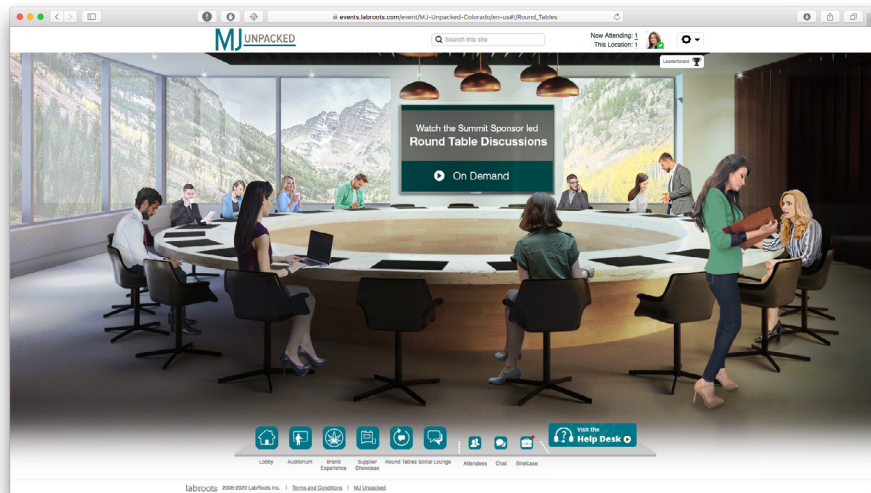 events.labroots.com/event/MJ-Unpacked-Colorado/en-us#!/Round_Tables
MJ UNPACKED
Search this site
Now Attending: 1
This Location: 1
Leaderboard
Watch the Summit Sponsor led
Round Table Discussions
On Demand
Lobby
Auditorium
Brand
Experience
Supplier
Showcase
Round Tables
Social Lounge
Attendees
Chat
Briefcase
Visit the
Help Desk
labroots 2008-2020 LabRoots Inc. | Terms and Conditions | MJ Unpacked